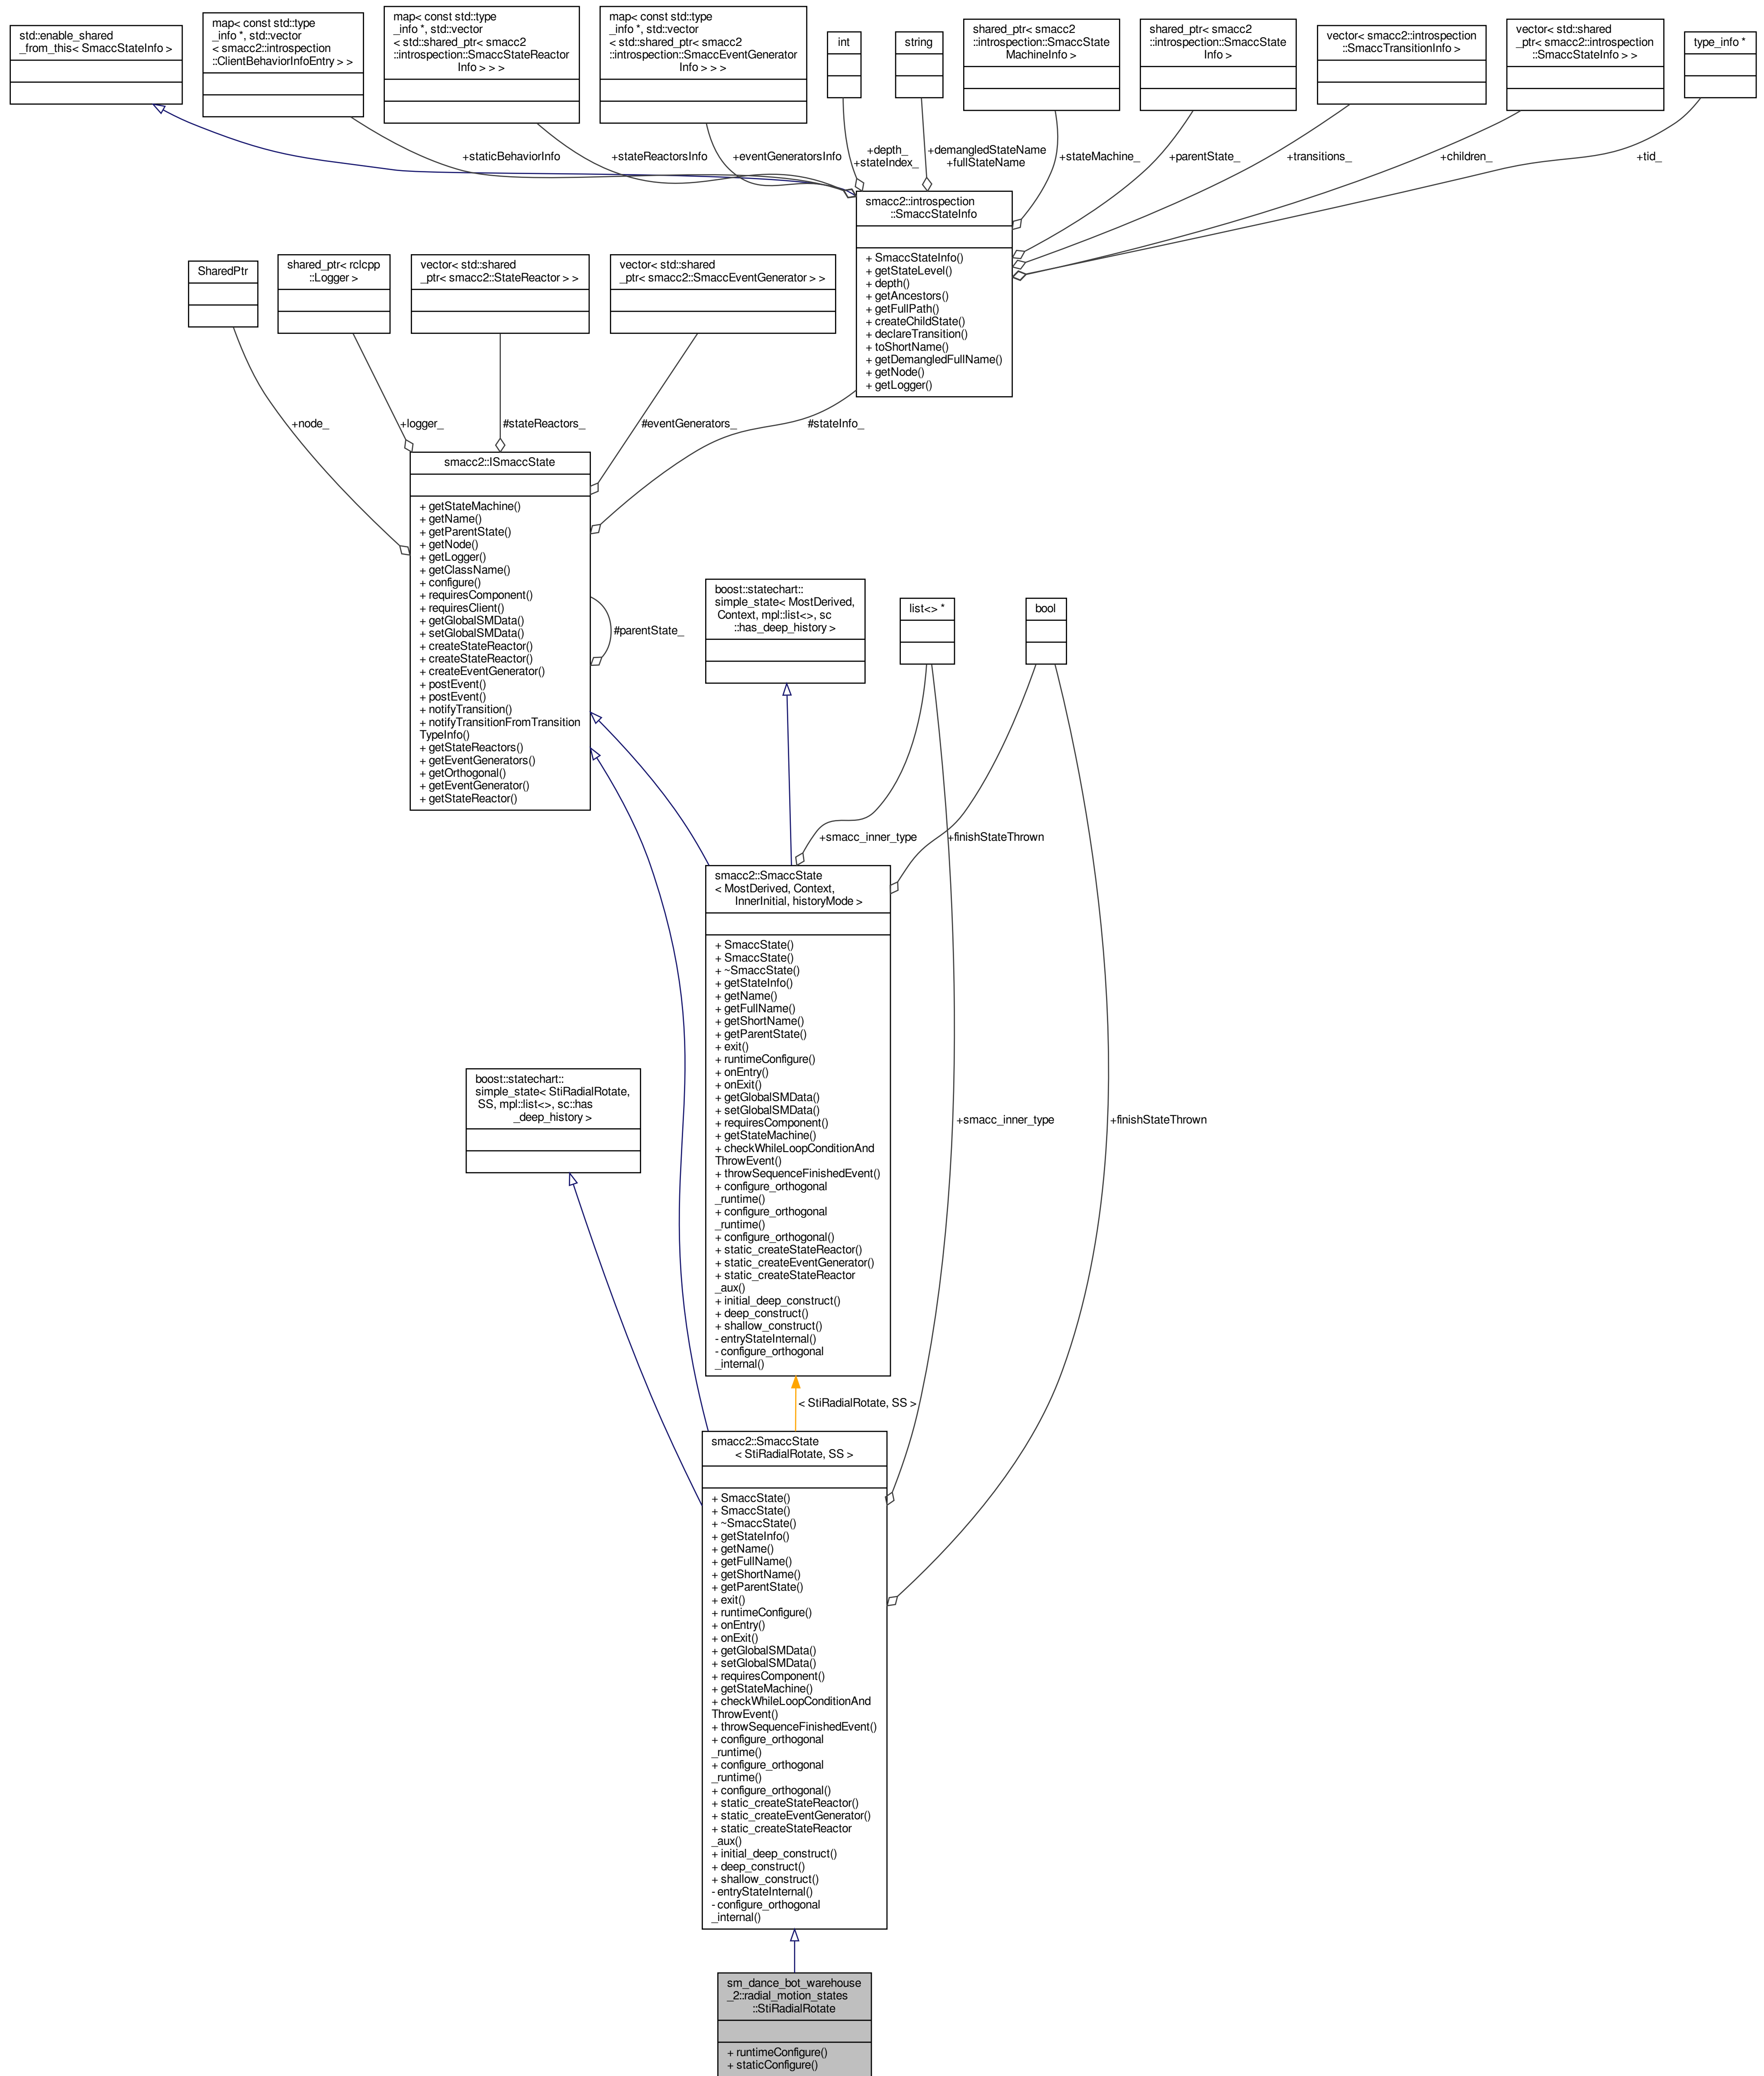 std::enable_shared
_from_this< SmaccStateInfo >
map< const std::type
_info *, std::vector
< smacc2::introspection
::ClientBehaviorInfoEntry > >
map< const std::type
_info *, std::vector
< std::shared_ptr< smacc2
::introspection::SmaccStateReactor
Info > > >
map< const std::type
_info *, std::vector
< std::shared_ptr< smacc2
::introspection::SmaccEventGenerator
Info > > >
int
string
shared_ptr< smacc2
::introspection::SmaccState
MachineInfo >
shared_ptr< smacc2
::introspection::SmaccState
Info >
vector< smacc2::introspection
::SmaccTransitionInfo >
vector< std::shared
_ptr< smacc2::introspection
::SmaccStateInfo > >
type_info *
+staticBehaviorInfo
+stateReactorsInfo
+eventGeneratorsInfo
+depth_
+stateIndex_
+demangledStateName
+fullStateName
+stateMachine_
+parentState_
+transitions_
+children_
+tid_
smacc2::introspection
::SmaccStateInfo
+ SmaccStateInfo()
+ getStateLevel()
+ depth()
+ getAncestors()
+ getFullPath()
+ createChildState()
+ declareTransition()
+ toShortName()
+ getDemangledFullName()
+ getNode()
+ getLogger()
SharedPtr
shared_ptr< rclcpp
::Logger >
vector< std::shared
_ptr< smacc2::StateReactor > >
vector< std::shared
_ptr< smacc2::SmaccEventGenerator > >
+node_
+logger_
#stateReactors_
#eventGenerators_
#stateInfo_
smacc2::ISmaccState
+ getStateMachine()
+ getName()
+ getParentState()
+ getNode()
+ getLogger()
+ getClassName()
+ configure()
+ requiresComponent()
+ requiresClient()
+ getGlobalSMData()
+ setGlobalSMData()
+ createStateReactor()
+ createStateReactor()
+ createEventGenerator()
+ postEvent()
+ postEvent()
+ notifyTransition()
+ notifyTransitionFromTransition
TypeInfo()
+ getStateReactors()
+ getEventGenerators()
+ getOrthogonal()
+ getEventGenerator()
+ getStateReactor()
#parentState_
boost::statechart::
simple_state< MostDerived,
Context, mpl::list<>, sc
::has_deep_history >
list<> *
bool
+smacc_inner_type
+finishStateThrown
smacc2::SmaccState
< MostDerived, Context,
InnerInitial, historyMode >
+ SmaccState()
+ SmaccState()
+ ~SmaccState()
+ getStateInfo()
+ getName()
+ getFullName()
+ getShortName()
+ getParentState()
+ exit()
+ runtimeConfigure()
+ onEntry()
+ onExit()
+ getGlobalSMData()
+ setGlobalSMData()
+ requiresComponent()
+ getStateMachine()
+ checkWhileLoopConditionAnd
ThrowEvent()
+ throwSequenceFinishedEvent()
+ configure_orthogonal
_runtime()
+ configure_orthogonal
_runtime()
+ configure_orthogonal()
+ static_createStateReactor()
+ static_createEventGenerator()
+ static_createStateReactor
_aux()
+ initial_deep_construct()
+ deep_construct()
+ shallow_construct()
- entryStateInternal()
- configure_orthogonal
_internal()
boost::statechart::
simple_state< StiRadialRotate,
SS, mpl::list<>, sc::has
_deep_history >
+smacc_inner_type
+finishStateThrown
< StiRadialRotate, SS >
smacc2::SmaccState
< StiRadialRotate, SS >
+ SmaccState()
+ SmaccState()
+ ~SmaccState()
+ getStateInfo()
+ getName()
+ getFullName()
+ getShortName()
+ getParentState()
+ exit()
+ runtimeConfigure()
+ onEntry()
+ onExit()
+ getGlobalSMData()
+ setGlobalSMData()
+ requiresComponent()
+ getStateMachine()
+ checkWhileLoopConditionAnd
ThrowEvent()
+ throwSequenceFinishedEvent()
+ configure_orthogonal
_runtime()
+ configure_orthogonal
_runtime()
+ configure_orthogonal()
+ static_createStateReactor()
+ static_createEventGenerator()
+ static_createStateReactor
_aux()
+ initial_deep_construct()
+ deep_construct()
+ shallow_construct()
- entryStateInternal()
- configure_orthogonal
_internal()
sm_dance_bot_warehouse
_2::radial_motion_states
::StiRadialRotate
+ runtimeConfigure()
+ staticConfigure()